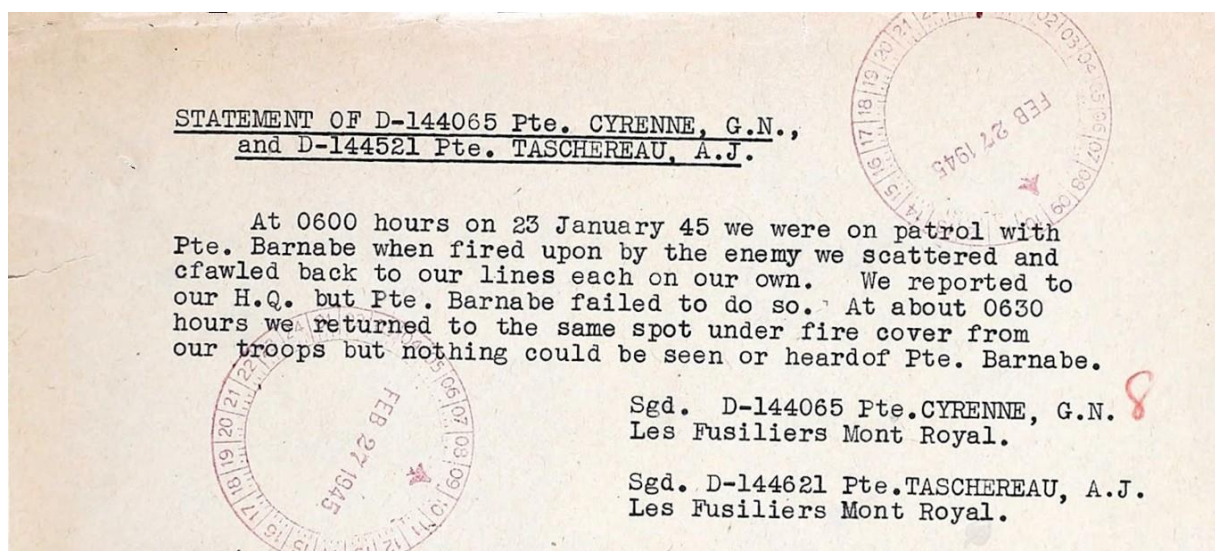 STATEMENT OF D-144065 Pte. CYRENNE, G.N.,
and D-144521 Pte. TASCHEREAU, A.J.
At 0600 hours on 23 January 45 we were on patrol with
Pte. Barnabe when fired upon by the enemy we scattered and
cfawled back to our lines each on our own. We reported to
our H.Q. but Pte. Barnabe failed to do so. At about 0630
hours we returned to the same spot under fire cover from
our troops but nothing could be seen or heardof Pte. Barnabe.
Sgd. D-144065 Pte.CYRENNE, G.N. 8
Les Fusiliers Mont Royal.
Sgd. D-144621 Pte.TASCHEREAU, A.J.
Les Fusiliers Mont Royal.
FEB 27 1945
FEB 27 1945